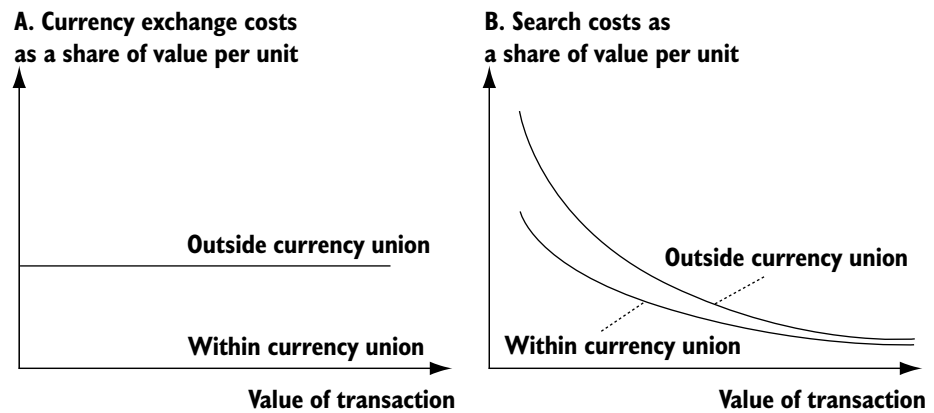 A. Currency exchange costs
as a share of value per unit
Outside currency union
Within currency union
Value of transaction
B. Search costs as
a share of value per unit
Outside currency union
Within currency union
Value of transaction